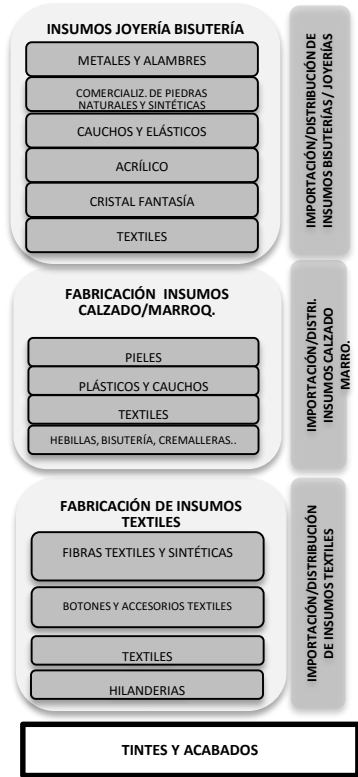 INSUMOS JOYERÍA BISUTERÍA
METALES Y ALAMBRES
COMERCIALIZ. DE PIEDRAS
NATURALES Y SINTÉTICAS
CAUCHOS Y ELÁSTICOS
ACRÍLICO
CRISTAL FANTASÍA
TEXTILES
IMPORTACIÓN/DISTRIBUCIÓN DE
INSUMOS BISUTERÍAS/ JOYERÍAS
FABRICACIÓN INSUMOS
CALZADO/MARROQ.
PIELES
PLÁSTICOS Y CAUCHOS
TEXTILES
HEBILLAS, BISUTERÍA, CREMALLERAS..
IMPORTACIÓN/DISTRI.
INSUMOS CALZADO
MARRO.
FABRICACIÓN DE INSUMOS
TEXTILES
FIBRAS TEXTILES Y SINTÉTICAS
BOTONES Y ACCESORIOS TEXTILES
TEXTILES
HILANDERIAS
IMPORTACIÓN/DISTRIBUCIÓN
DE INSUMOS TEXTILES
TINTES Y ACABADOS